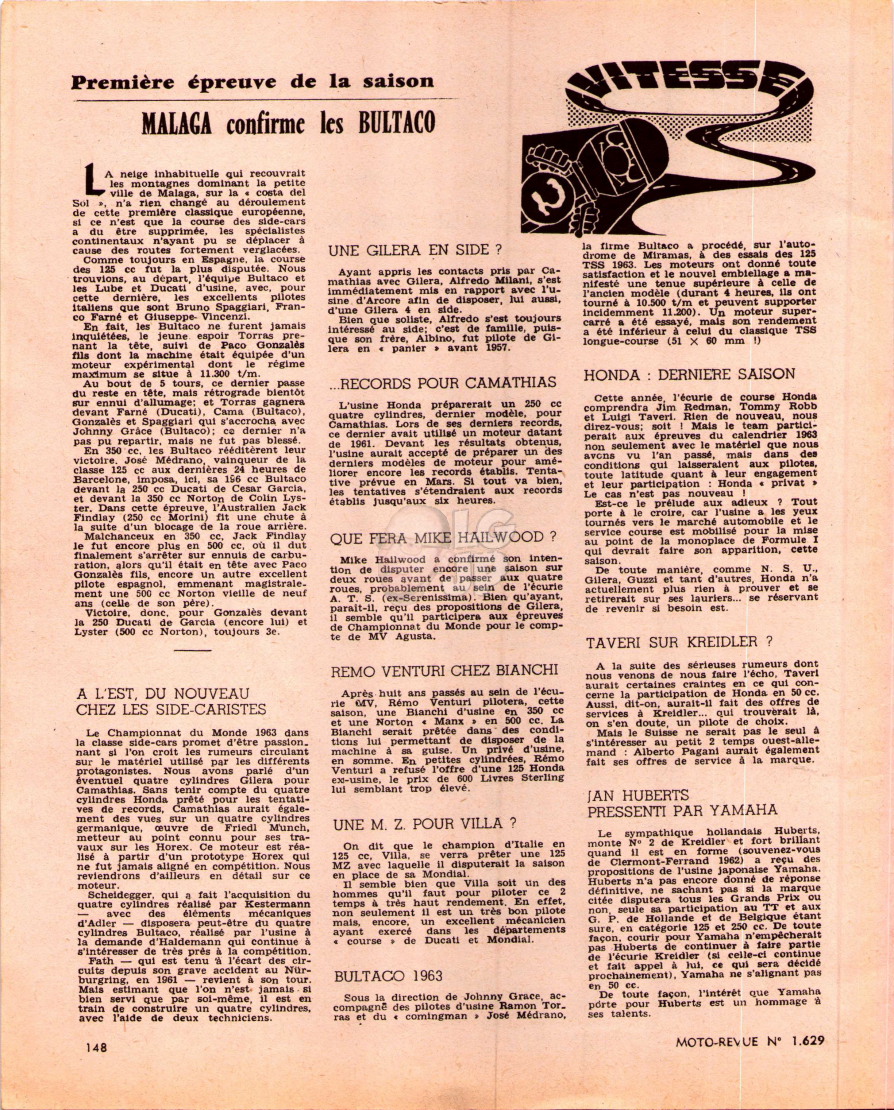 Première épreuve de la saison
MALAGA confirme les BULTACO
VITESSE
LA neige inhabituelle qui recouvrait
les montagnes dominant la petite
ville de Malaga, sur la « costa del
Sol », n'a rien changé au déroulement
de cette première classique européenne,
si ce n'est que la course des side-cars
a du être supprimée, les spécialistes
continentaux n'ayant pu se déplacer à
cause des routes fortement verglacées.
Comme toujours en Espagne, la course
des 125 cc fut la plus disputée. Nous
trouvions, au départ, l'équipe Bultaco et
les Lube et Ducati d'usine, avec, pour
cette dernière, les excellents pilotes
italiens que sont Bruno Spaggiari, Fran-
co Farné et Giuseppe Vincenzi.
En fait, les Bultaco ne furent jamais
inquiétées, le jeune espoir Torras pre-
nant la tête, suivi de Paco Gonzalès
fils dont la machine était équipée d'un
moteur expérimental dont le régime
maximum se situe à 11.300 t/m.
Au bout de 5 tours, ce dernier passe
du reste en tête, mais rétrograde bientôt
sur ennui d'allumage; et Torras gagnera
devant Farné (Ducati), Cama (Bultaco),
Gonzalès et Spaggiari qui s'accrocha avec
Johnny Grâce (Bultaco); ce dernier n'a
pas pu repartir, mais ne fut pas blessé.
En 350 cc, les Bultaco rééditèrent leur
victoire. José Médrano, vainqueur de la
classe 125 cc aux dernières 24 heures de
Barcelone, imposa, ici, sa 196 cc Bultaco
devant la 250 cc Ducati de Cesar Garcia,
et devant la 350 cc Norton de Colin Lys-
ter. Dans cette épreuve, l'Australien Jack
Findlay (250 cc Morini) fit une chute à
la suite d'un blocage de la roue arrière.
Malchanceux en 350 cc, Jack Findlay
le fut encore plus en 500 cc, où il dut
finalement s'arrêter sur ennuis de carbu-
ration, alors qu'il était en tête avec Paco
Gonzalès fils, encore un autre excellent
pilote espagnol, emmenant magistrale-
ment une 500 cc Norton vieille de neuf
ans (celle de son père).
Victoire, donc, pour Gonzalès devant
la 250 Ducati de Garcia (encore lui) et
Lyster (500 cc Norton), toujours 3e.
A L'EST, DU NOUVEAU
CHEZ LES SIDE-CARISTES
Le Championnat du Monde 1963 dans
la classe side-cars promet d'être passion-
nant si l'on croit les rumeurs circulant
sur le matériel utilisé par les différents
protagonistes. Nous avons parlé d'un
éventuel quatre cylindres Gilera pour
Camathias. Sans tenir compte du quatre
cylindres Honda prêté pour les tentati-
ves de records, Camathias aurait égale-
ment des vues sur un quatre cylindres
germanique, œuvre de Friedl Munch,
metteur au point connu pour ses tra-
vaux sur les Horex. Ce moteur est réa-
lisé à partir d'un prototype Horex qui
ne fut jamais aligné en compétition. Nous
reviendrons d'ailleurs en détail sur ce
moteur.
Scheidegger, qui a fait l'acquisition du
quatre cylindres réalisé par Kestermann
— avec des éléments mécaniques
d'Adler — disposera peut-être du quatre
cylindres Bultaco, réalisé par l'usine à
la demande d'Haldemann qui continue à
s'intéresser de très près à la compétition.
Fath — qui est tenu à l'écart des cir-
cuits depuis son grave accident au Nür-
burgring, en 1961 — revient à son tour.
Mais estimant que l'on n'est jamais si
bien servi que par soi-même, il est en
train de construire un quatre cylindres,
avec l'aide de deux techniciens.
UNE GILERA EN SIDE ?
Ayant appris les contacts pris par Ca-
mathias avec Gilera, Alfredo Milani, s'est
immédiatement mis en rapport avec l'u-
sine d'Arcore afin de disposer, lui aussi,
d'une Gilera 4 en side.
Bien que soliste, Alfredo s'est toujours
intéressé au side; c'est de famille, puis-
que son frère, Albino, fut pilote de Gi-
lera en « panier » avant 1957.
...RECORDS POUR CAMATHIAS
L'usine Honda préparerait un 250 cc
quatre cylindres, dernier modèle, pour
Camathias. Lors de ses derniers records,
ce dernier avait utilisé un moteur datant
de 1961. Devant les résultats obtenus,
l'usine aurait accepté de préparer un des
derniers modèles de moteur pour amé-
liorer encore les records établis. Tenta-
tive prévue en Mars. Si tout va bien,
les tentatives s'étendraient aux records
établis jusqu'aux six heures.
QUE FERA MIKE HAILWOOD ?
Mike Hailwood a confirmé son inten-
tion de disputer encore une saison sur
deux roues avant de passer aux quatre
roues, probablement au sein de l'écurie
A. T. S. (ex-Serenissima). Bien qu'ayant,
paraît-il, reçu des propositions de Gilera,
il semble qu'il participera aux épreuves
de Championnat du Monde pour le comp-
te de MV Agusta.
REMO VENTURI CHEZ BIANCHI
Après huit ans passés au sein de l'écu-
rie MV, Rémo Venturi pilotera, cette
saison, une Bianchi d'usine en 350 cc
et une Norton « Manx » en 500 cc. La
Bianchi serait prêtée dans des condi-
tions lui permettant de disposer de la
machine à sa guise. Un privé d'usine,
en somme. En petites cylindrées, Rémo
Venturi a refusé l'offre d'une 125 Honda
ex-usine, le prix de 600 Livres Sterling
lui semblant trop élevé.
UNE M. Z. POUR VILLA ?
On dit que le champion d'Italie en
125 cc, Villa, se verra prêter une 125
MZ avec laquelle il disputerait la saison
en place de sa Mondial.
Il semble bien que Villa soit un des
hommes qu'il faut pour piloter ce 2
temps à très haut rendement. En effet,
non seulement il est un très bon pilote
mais, encore, un excellent mécanicien
ayant exercé dans les départements
« course » de Ducati et Mondial.
BULTACO 1963
Sous la direction de Johnny Grace, ac-
compagné des pilotes d'usine Ramon Tor-
ras et du « comingman » José Médrano,
la firme Bultaco a procédé, sur l'auto-
drome de Miramas, à des essais des 125
TSS 1963. Les moteurs ont donné toute
satisfaction et le nouvel embiellage a ma-
nifesté une tenue supérieure à celle de
l'ancien modèle (durant 4 heures, ils ont
tourné à 10.500 t/m et peuvent supporter
incidemment 11.200). Un moteur super-
carré a été essayé, mais son rendement
a été inférieur à celui du classique TSS
longue-course (51 × 60 mm !)
HONDA : DERNIERE SAISON
Cette année, l'écurie de course Honda
comprendra Jim Redman, Tommy Robb
et Luigi Taveri. Rien de nouveau, nous
direz-vous; soit ! Mais le team partici-
perait aux épreuves du calendrier 1963
non seulement avec le matériel que nous
avons vu l'an passé, mais dans des
conditions qui laisseraient aux pilotes,
toute latitude quant à leur engagement
et leur participation : Honda « privat »
Le cas n'est pas nouveau !
Est-ce le prélude aux adieux ? Tout
porte à le croire, car l'usine a les yeux
tournés vers le marché automobile et le
service course est mobilisé pour la mise
au point de la monoplace de Formule I
qui devrait faire son apparition, cette
saison.
De toute manière, comme N. S. U.,
Gilera, Guzzi et tant d'autres, Honda n'a
actuellement plus rien à prouver et se
retirerait sur ses lauriers... se réservant
de revenir si besoin est.
TAVERI SUR KREIDLER ?
A la suite des sérieuses rumeurs dont
nous venons de nous faire l'écho, Taveri
aurait certaines craintes en ce qui con-
cerne la participation de Honda en 50 cc.
Aussi, dit-on, aurait-il fait des offres de
services à Kreidler... qui trouverait là,
on s'en doute, un pilote de choix.
Mais le Suisse ne serait pas le seul à
s'intéresser au petit 2 temps ouest-alle-
mand : Alberto Pagani aurait également
fait ses offres de service à la marque.
JAN HUBERTS
PRESSENTI PAR YAMAHA
Le sympathique hollandais Huberts,
monte N° 2 de Kreidler et fort brillant
quand il est en forme (souvenez-vous
de Clermont-Ferrand 1962) a reçu des
propositions de l'usine japonaise Yamaha.
Huberts n'a pas encore donné de réponse
définitive, ne sachant pas si la marque
citée disputera tous les Grands Prix ou
non, seule sa participation au TT et aux
G. P. de Hollande et de Belgique étant
sure, en catégorie 125 et 250 cc. De toute
façon, courir pour Yamaha n'empêcherait
pas Huberts de continuer à faire partie
de l'écurie Kreidler (si celle-ci continue
et fait appel à lui, ce qui sera décidé
prochainement), Yamaha ne s'alignant pas
en 50 cc.
De toute façon, l'intérêt que Yamaha
porte pour Huberts est un hommage à
ses talents.
148
MOTO-REVUE N° 1.629